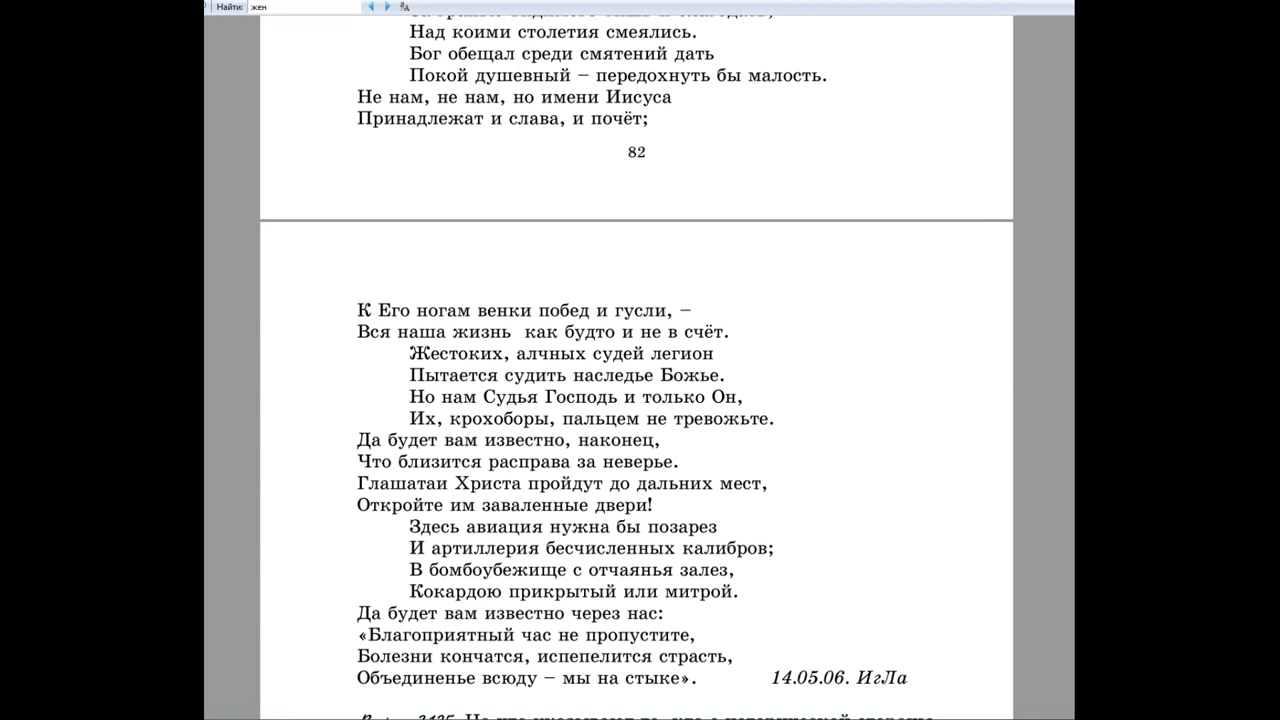 Найти: жен
Над коими столетия смеялись.
Бог обещал среди смятений дать
Покой душевный – передохнуть бы малость.
Не нам, не нам, но имени Иисуса
Принадлежат и слава, и почёт;
82
К Его ногам венки побед и гусли, –
Вся наша жизнь  как будто и не в счёт.
Жестоких, алчных судей легион
Пытается судить наследье Божье.
Но нам Судья Господь и только Он,
Их, крохоборы, пальцем не тревожьте.
Да будет вам известно, наконец,
Что близится расправа за неверье.
Глашатаи Христа пройдут до дальних мест,
Откройте им заваленные двери!
Здесь авиация нужна бы позарез
И артиллерия бесчисленных калибров;
В бомбоубежище с отчаянья залез,
Кокардою прикрытый или митрой.
Да будет вам известно через нас:
«Благоприятный час не пропустите,
Болезни кончатся, испепелится страсть,
Объединенье всюду – мы на стыке». 14.05.06. ИгЛа